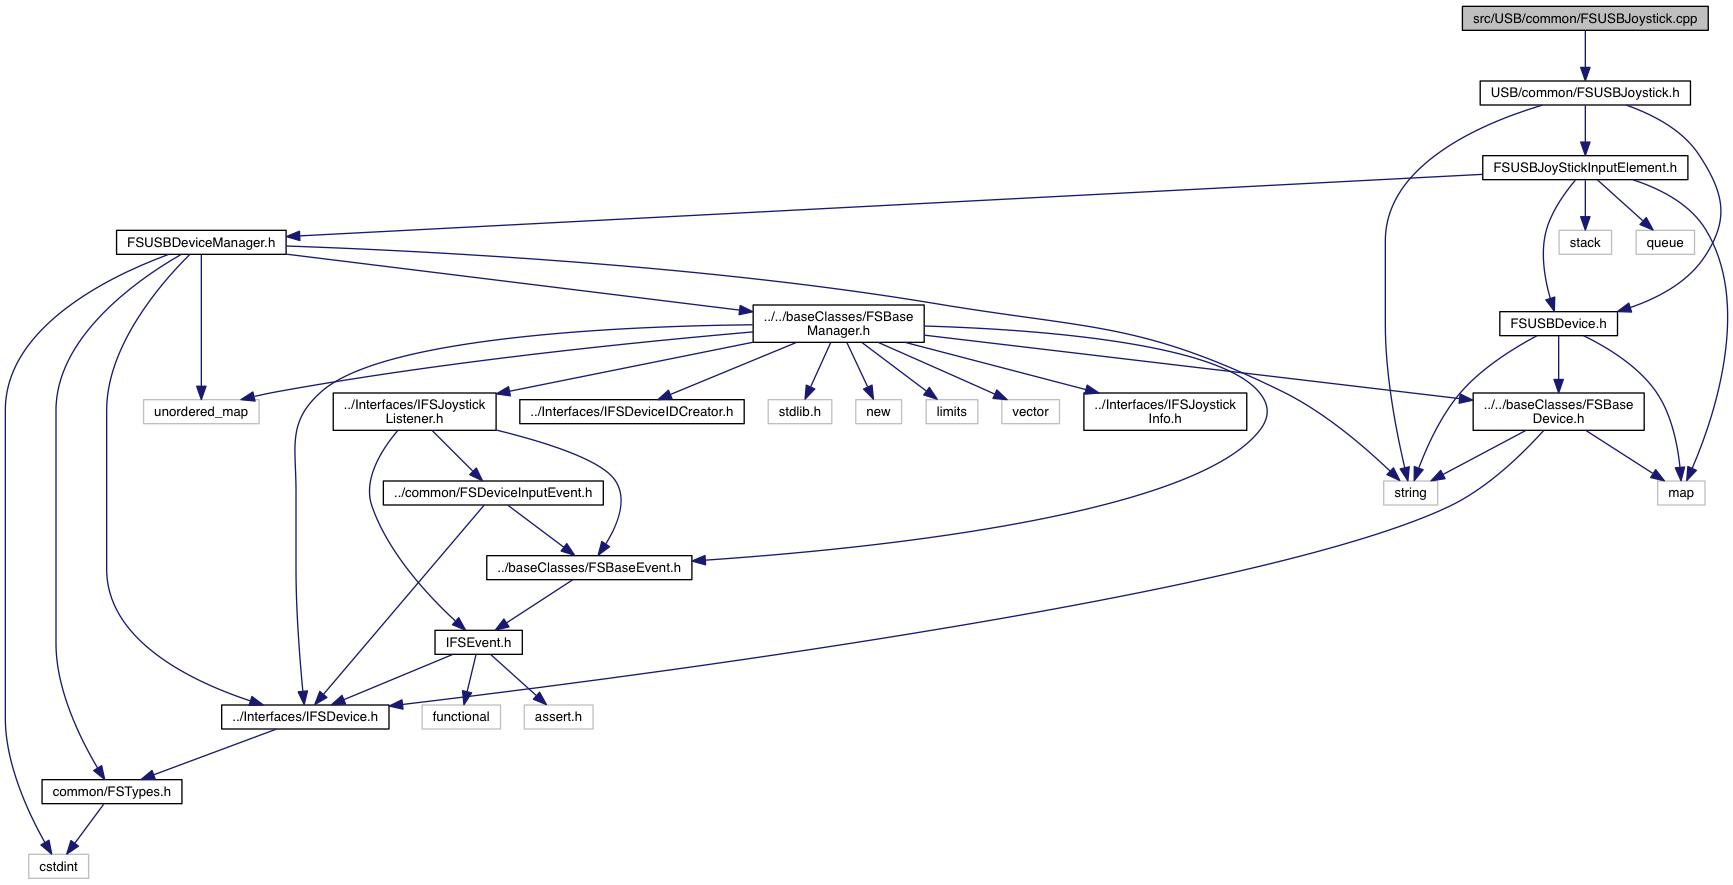 src/USB/common/FSUSBJoystick.cpp
USB/common/FSUSBJoystick.h
FSUSBJoyStickInputElement.h
FSUSBDeviceManager.h
stack
queue
../../baseClasses/FSBase
Manager.h
FSUSBDevice.h
unordered_map
../Interfaces/IFSJoystick
Listener.h
../Interfaces/IFSDeviceIDCreator.h
stdlib.h
new
limits
vector
../Interfaces/IFSJoystick
Info.h
../../baseClasses/FSBase
Device.h
../common/FSDeviceInputEvent.h
string
map
../baseClasses/FSBaseEvent.h
IFSEvent.h
../Interfaces/IFSDevice.h
functional
assert.h
common/FSTypes.h
cstdint